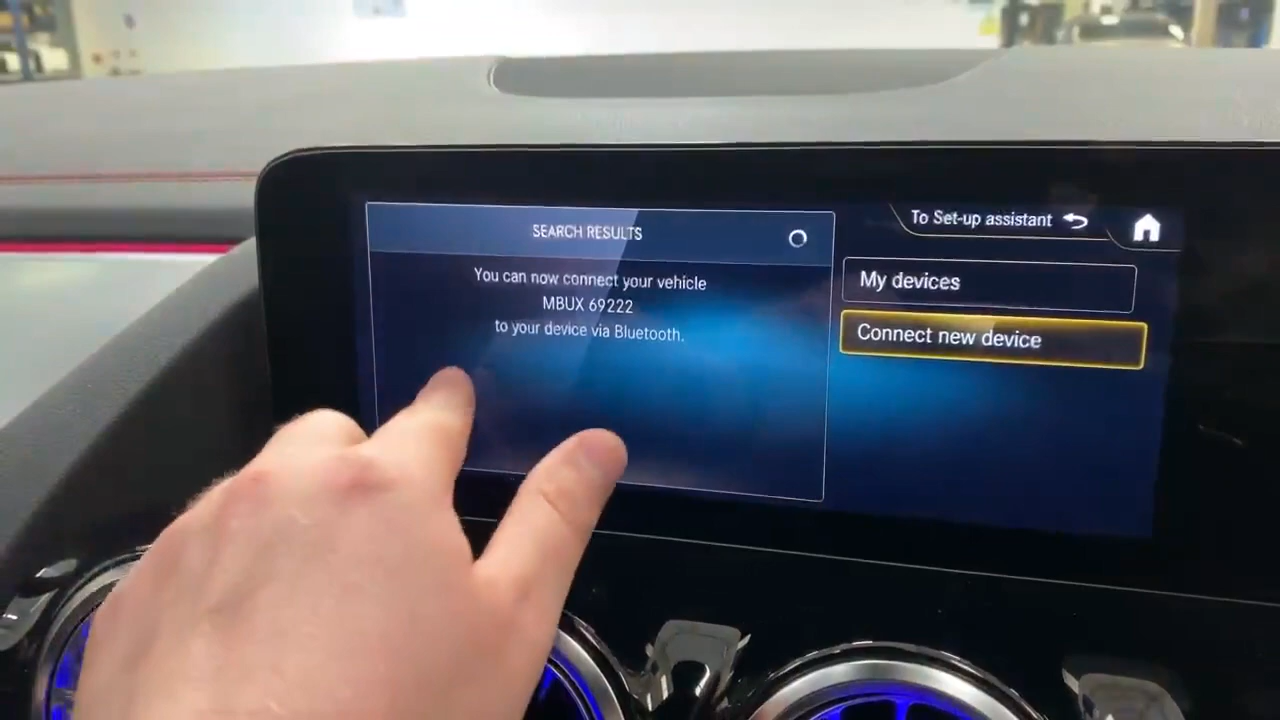 To Set-up assistant
SEARCH RESULTS
You can now connect your vehicle
MBUX 69222
to your device via Bluetooth.
My devices
Connect new device